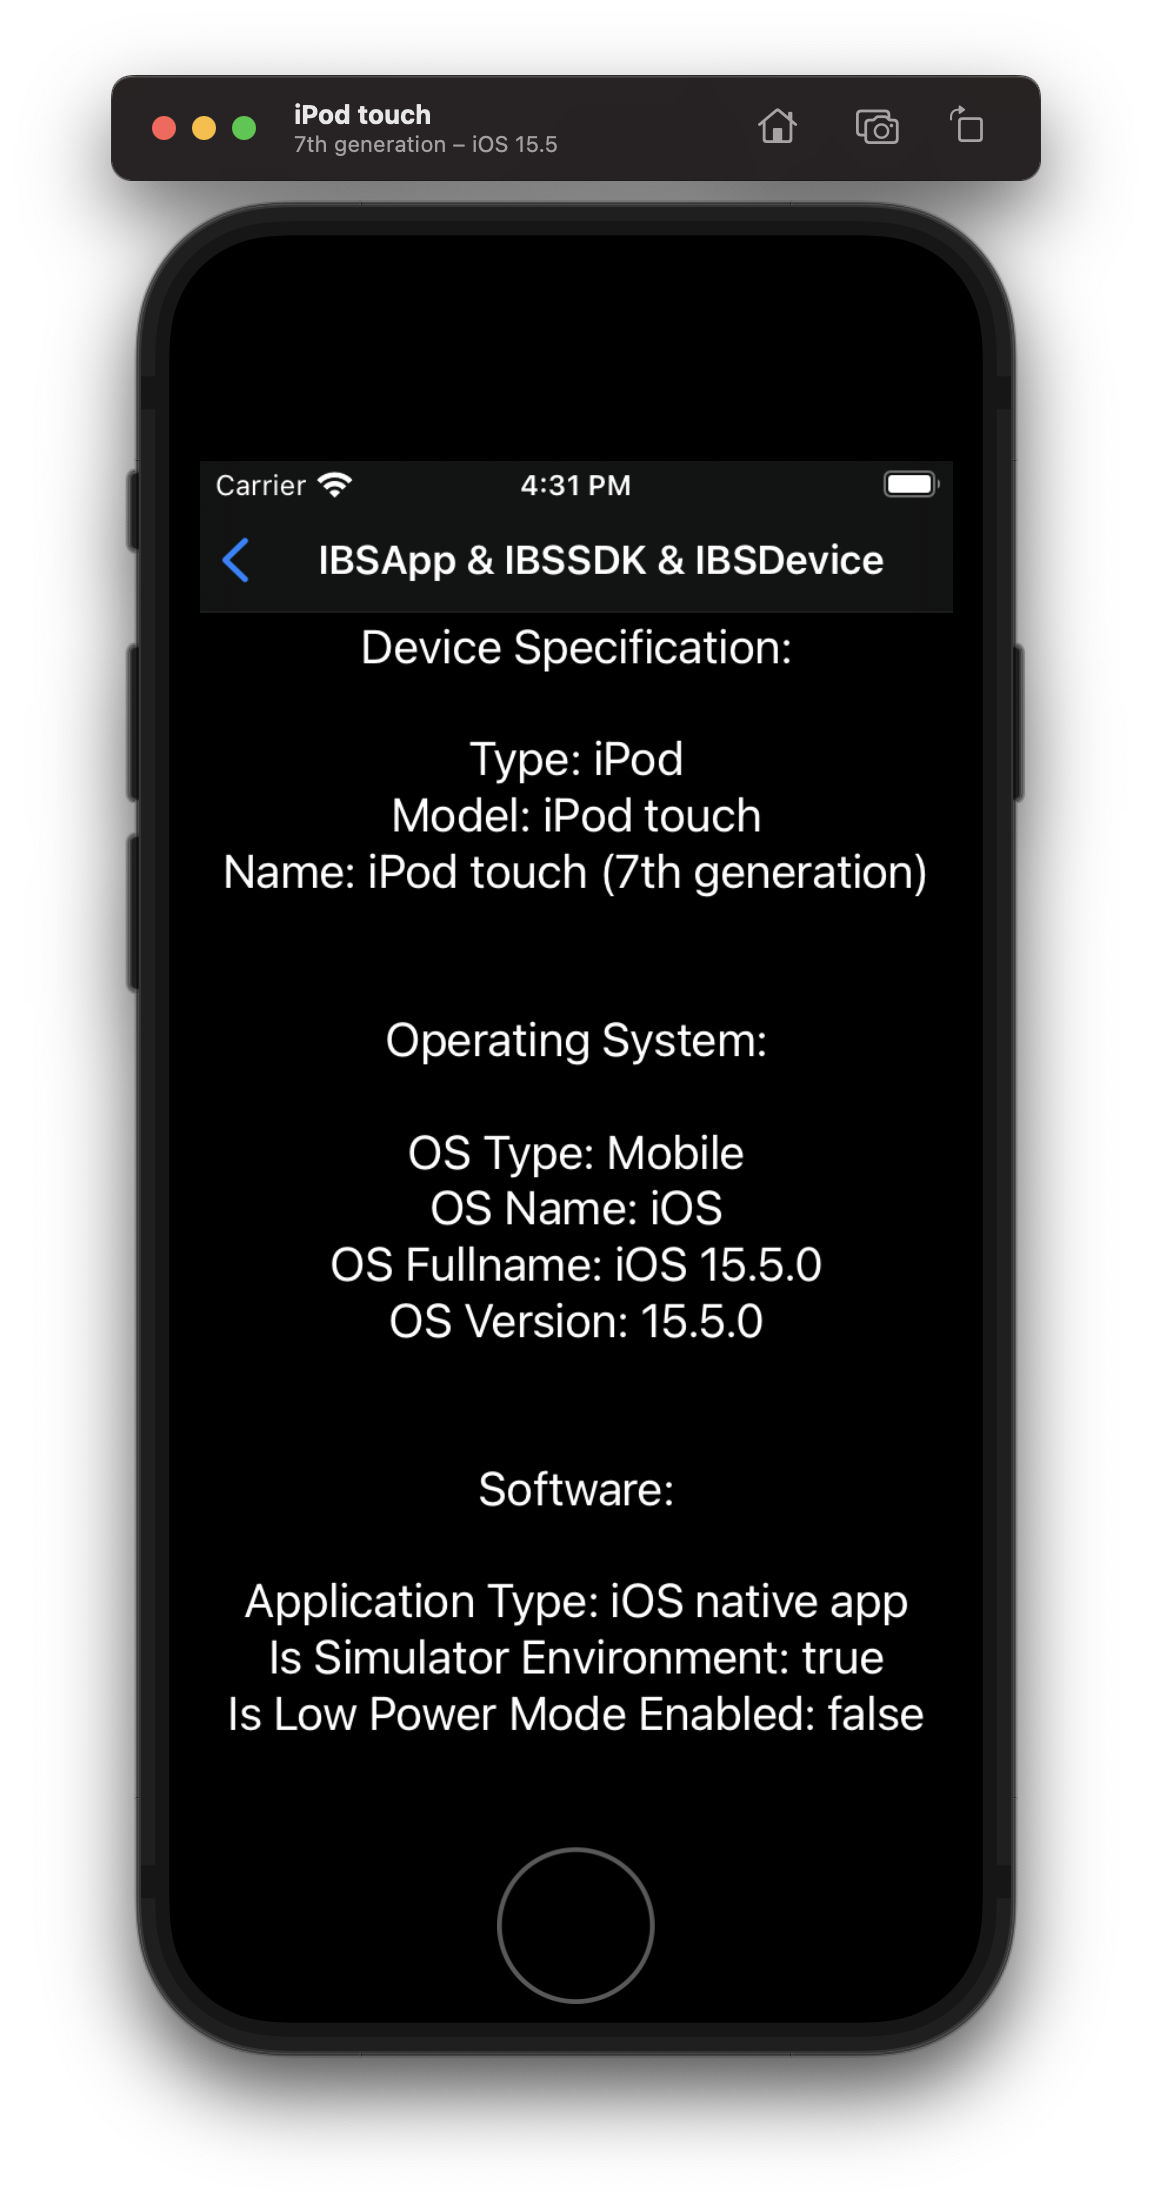 iPod touch
7th generation – iOS 15.5
Carrier 4:31 PM
IBSApp & IBSSDK & IBSDevice
Device Specification:
Type: iPod
Model: iPod touch
Name: iPod touch (7th generation)
Operating System:
OS Type: Mobile
OS Name: iOS
OS Fullname: iOS 15.5.0
OS Version: 15.5.0
Software:
Application Type: iOS native app
Is Simulator Environment: true
Is Low Power Mode Enabled: false